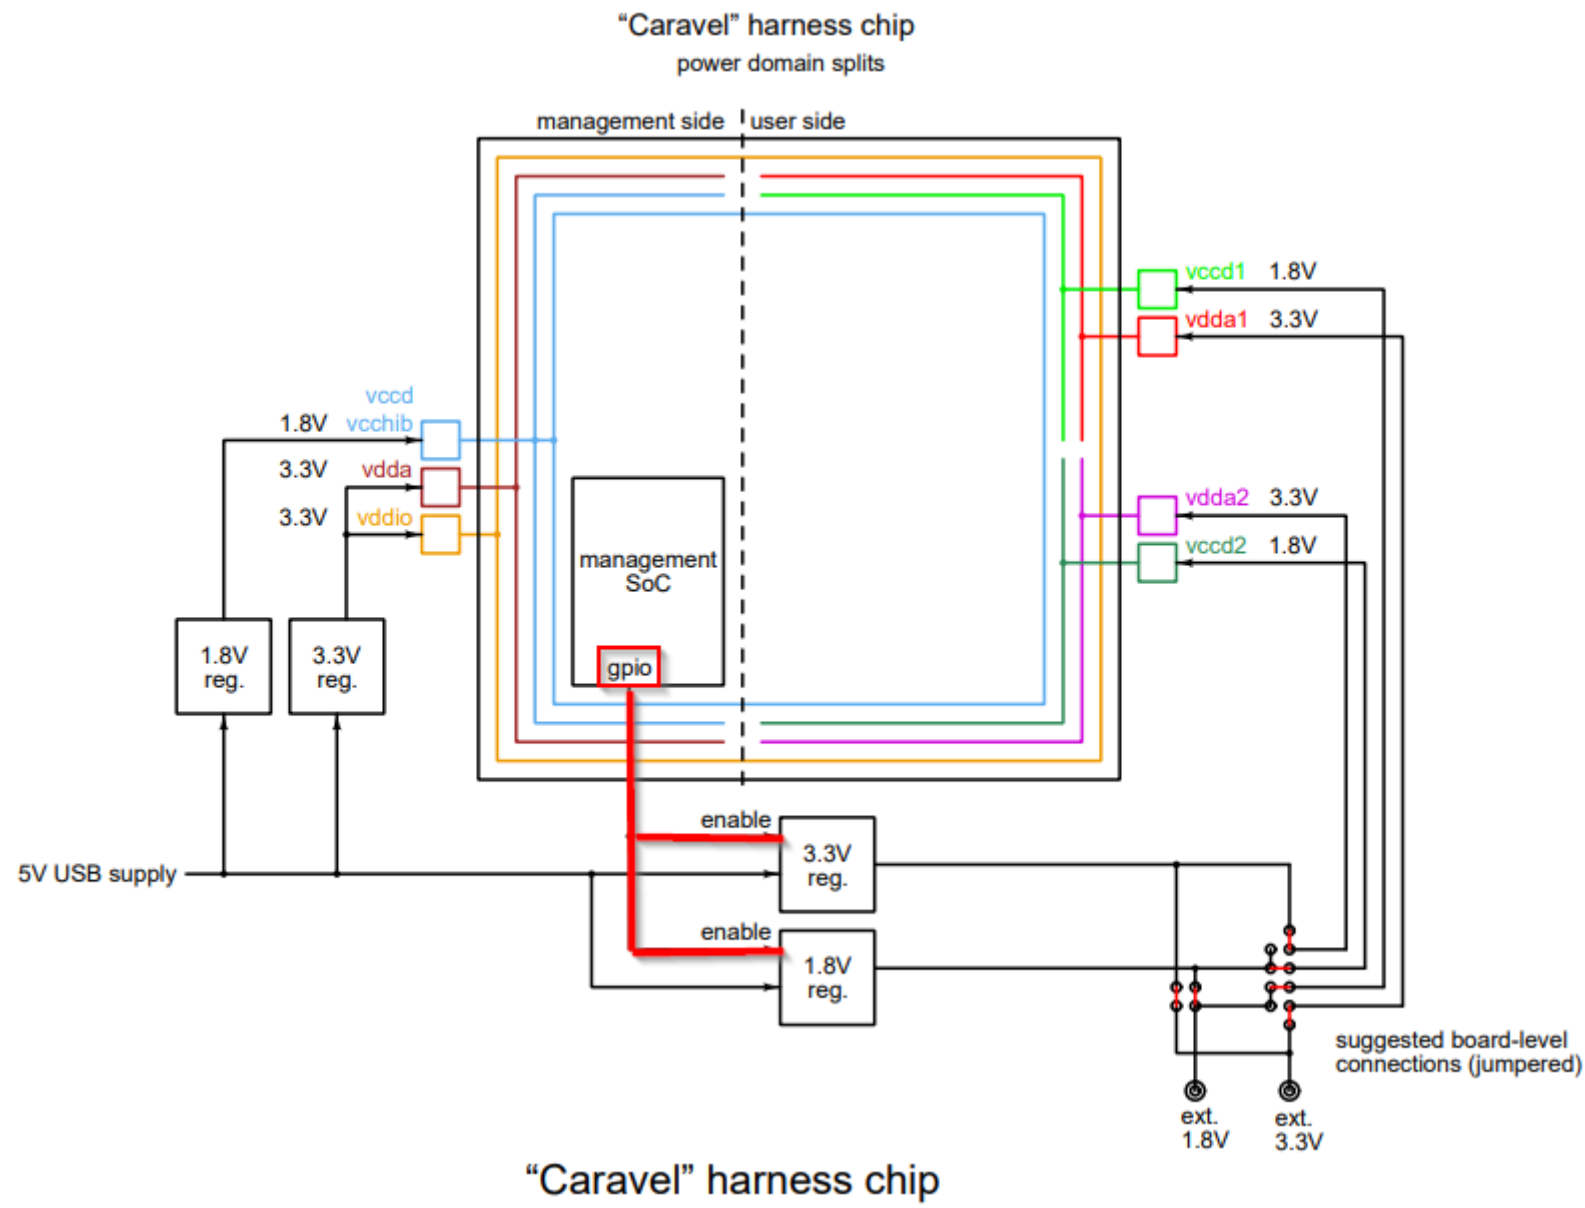 “Caravel” harness chip
power domain splits
management side
user side
vccd
1.8V
vcchib
3.3V
vdda
3.3V
vddio
vccd1 1.8V
vdda1 3.3V
vdda2 3.3V
vccd2 1.8V
management
SoC
gpio
1.8V
reg.
3.3V
reg.
5V USB supply
enable
3.3V
reg.
enable
1.8V
reg.
suggested board-level
connections (jumpered)
ext.
1.8V
ext.
3.3V
“Caravel” harness chip